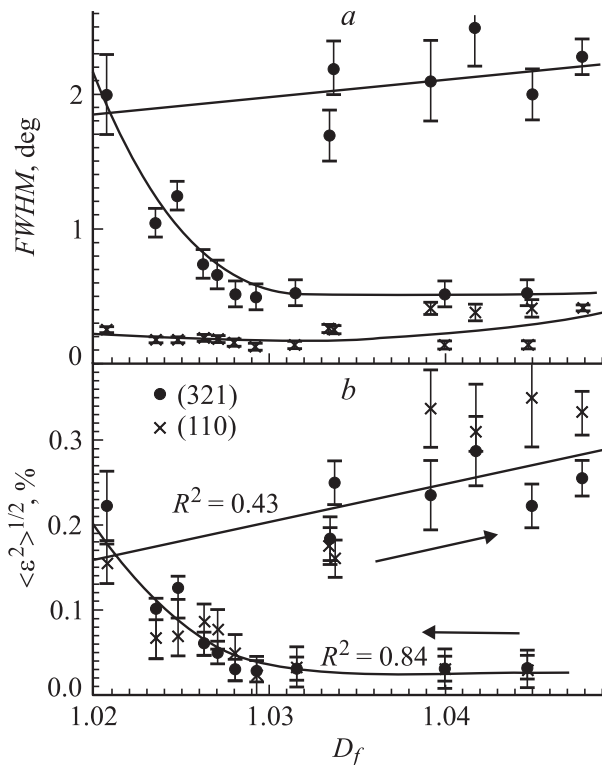 a
2
1
0
FWHM, deg
b
(321)
(110)
0.3
0.2
0.1
0.0
<ε²>¹/², %
R² = 0.43
R² = 0.84
1.02
1.03
1.04
D_f